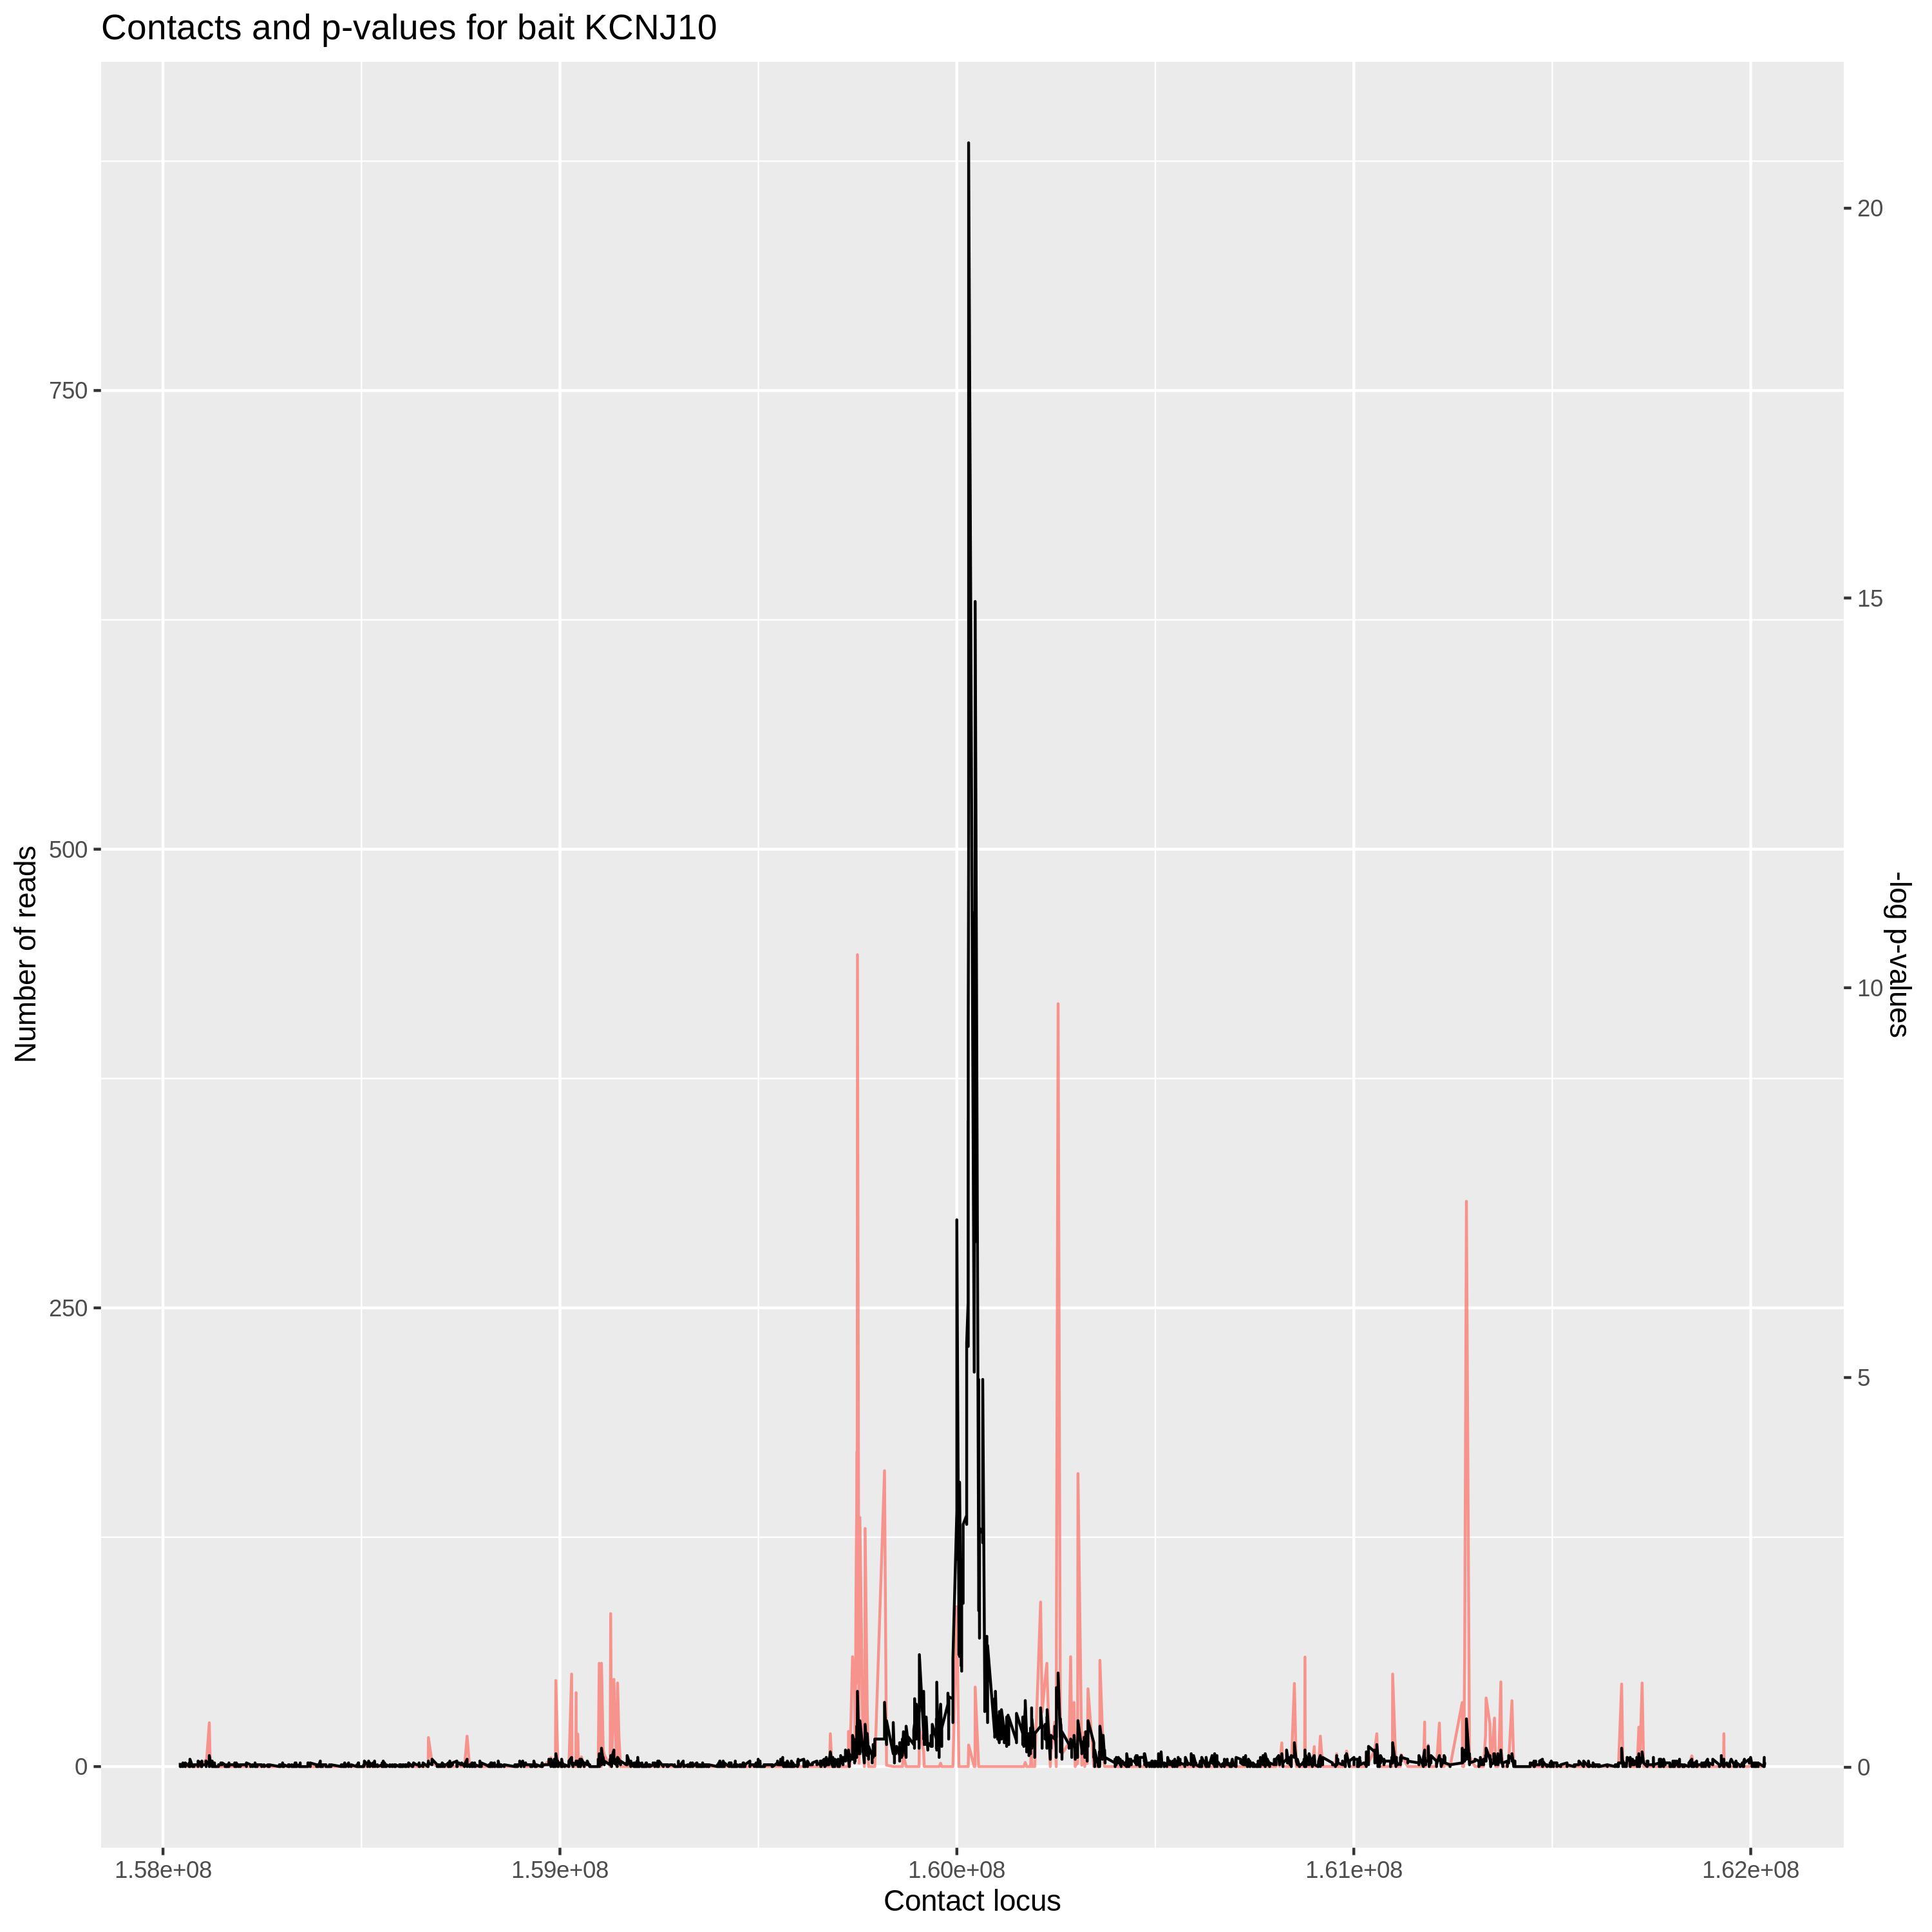 Contacts and p-values for bait KCNJ10
750
500
250
0
Number of reads
20
15
10
5
0
-log p-values
1.58e+08
1.59e+08
1.60e+08
1.61e+08
1.62e+08
Contact locus